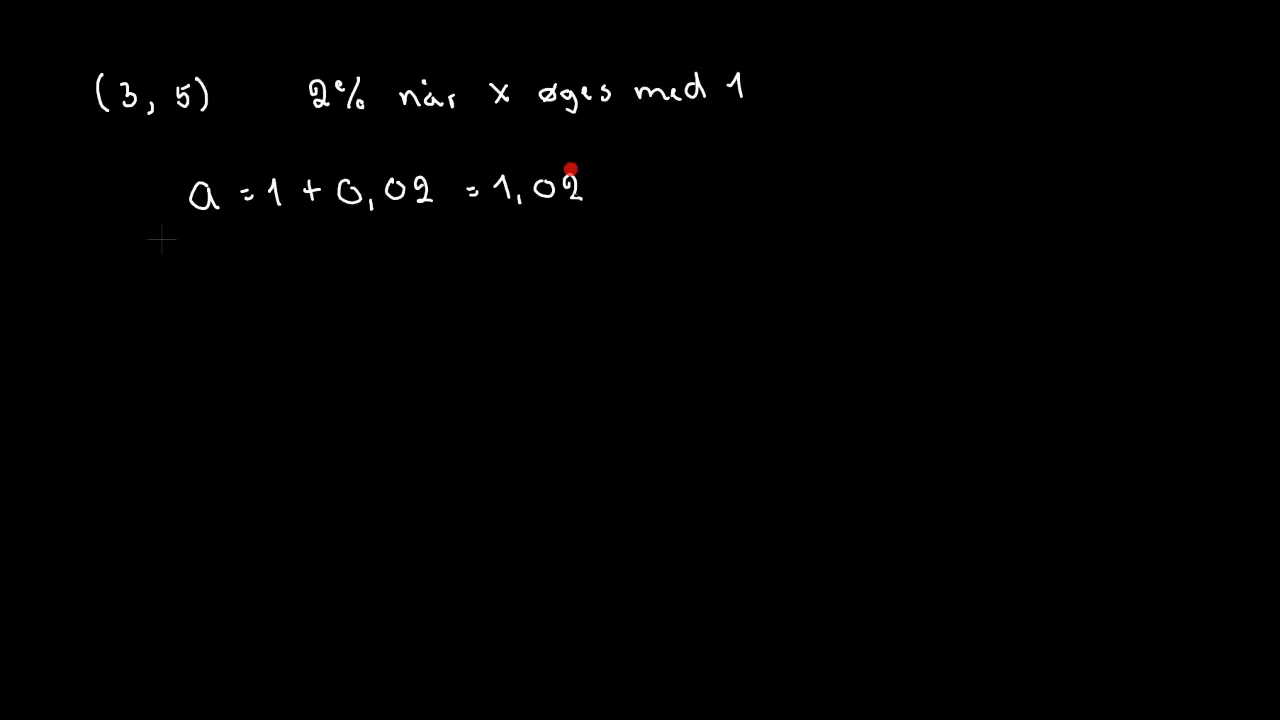 (3, 5) 2% når x øges med 1
a = 1 + 0,02 = 1,02